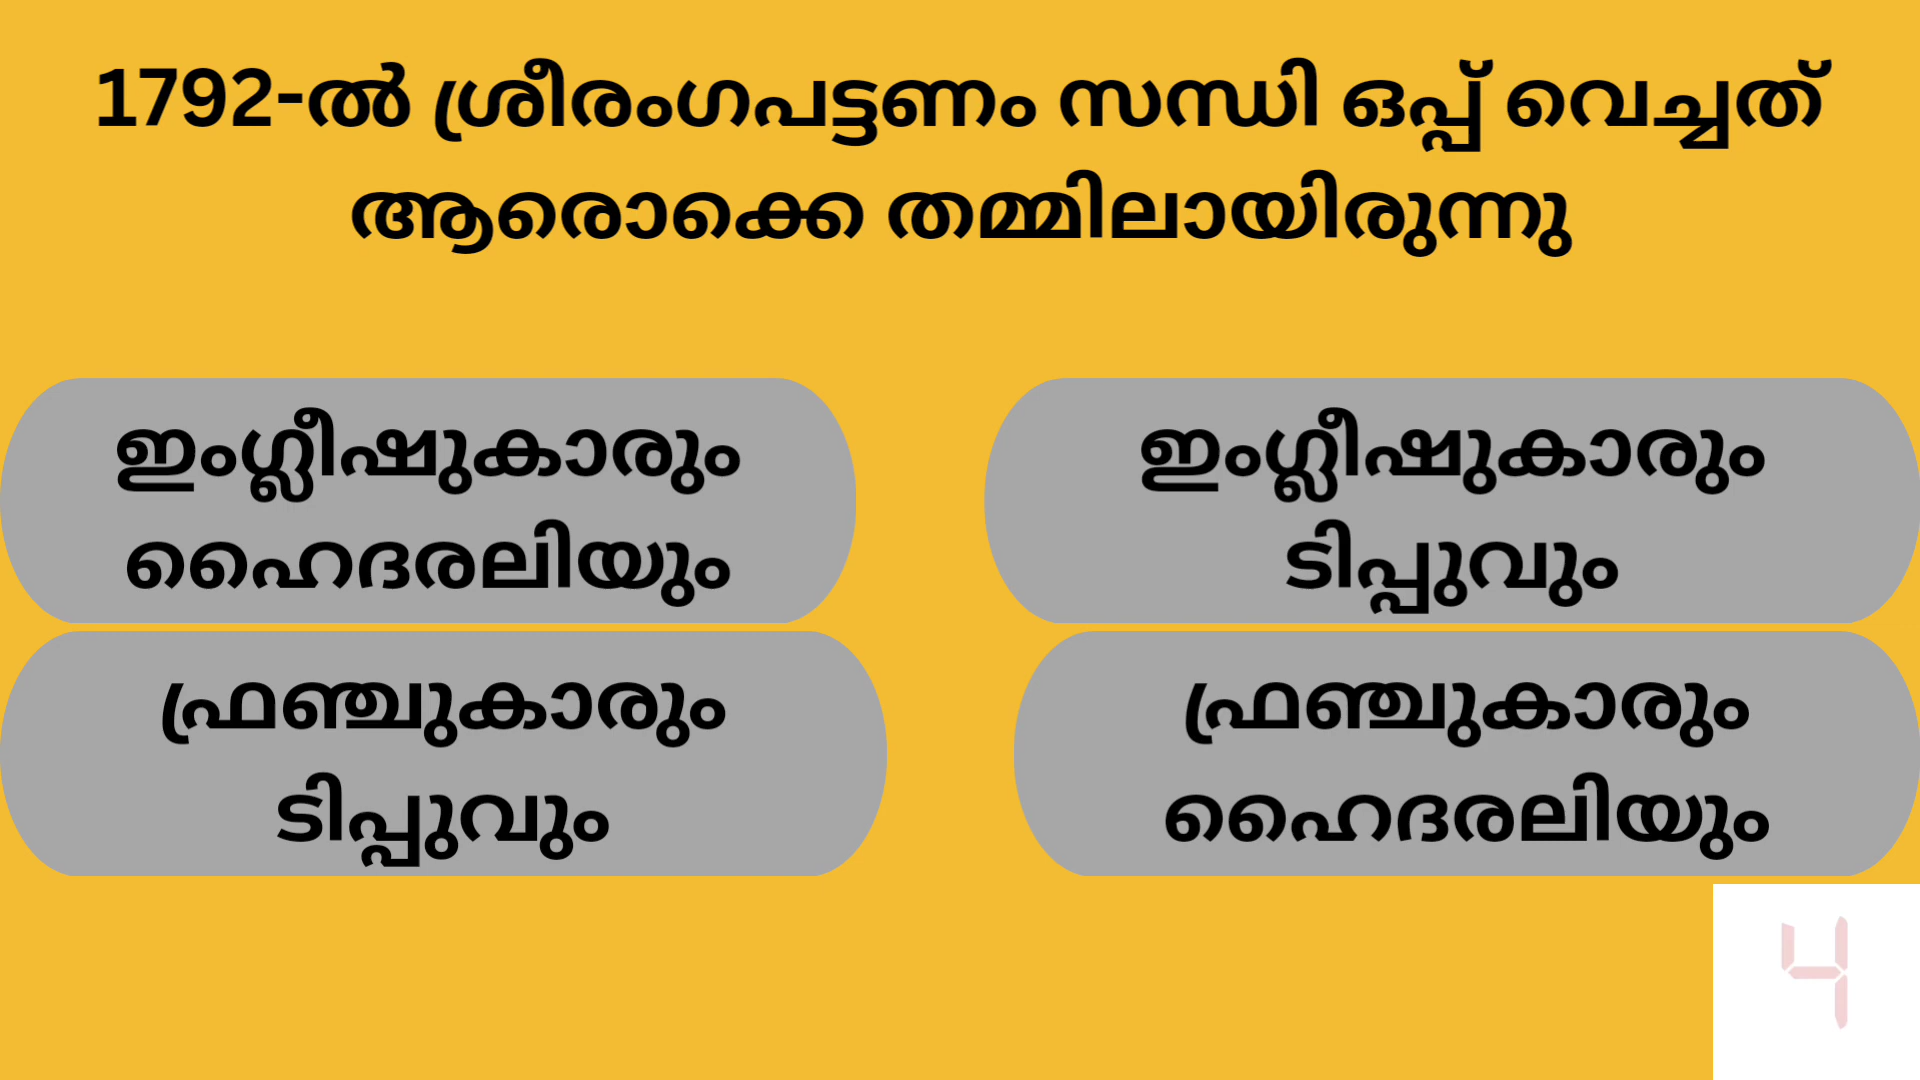 1792-ൽ ശ്രീരംഗപട്ടണം സന്ധി ഒപ്പ് വെച്ചത്
ആരൊക്കെ തമ്മിലായിരുന്നു
ഇംഗ്ലീഷുകാരും
ഹൈദരലിയും
ഇംഗ്ലീഷുകാരും
ടിപ്പുവും
ഫ്രഞ്ചുകാരും
ടിപ്പുവും
ഫ്രഞ്ചുകാരും
ഹൈദരലിയും
4